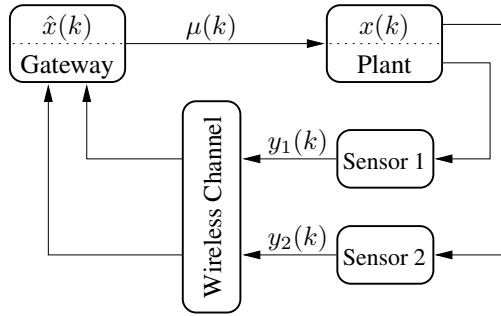 x̂(k)
μ(k)
x(k)
Gateway
Plant
y₁(k)
Sensor 1
Wireless Channel
y₂(k)
Sensor 2